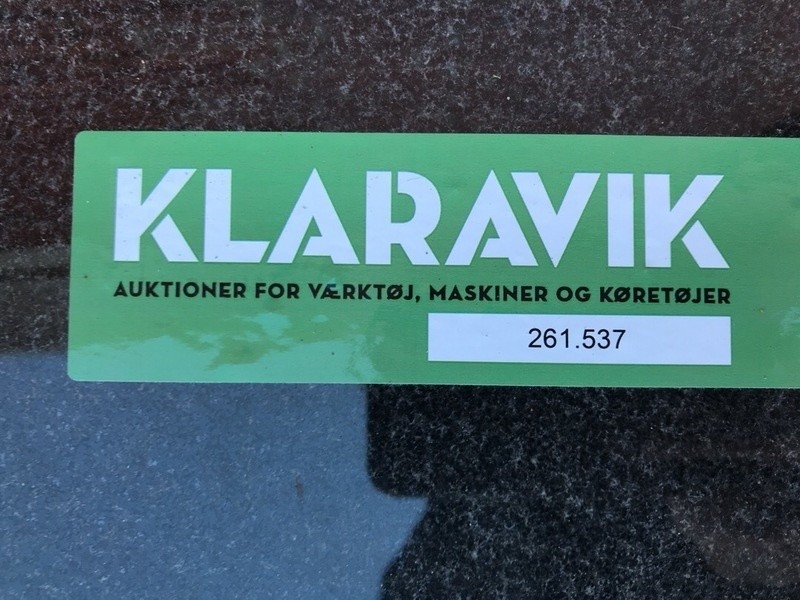 KLARAVIK
AUKTIONER FOR VÆRKTØJ, MASKINER OG KØRETØJER
261.537